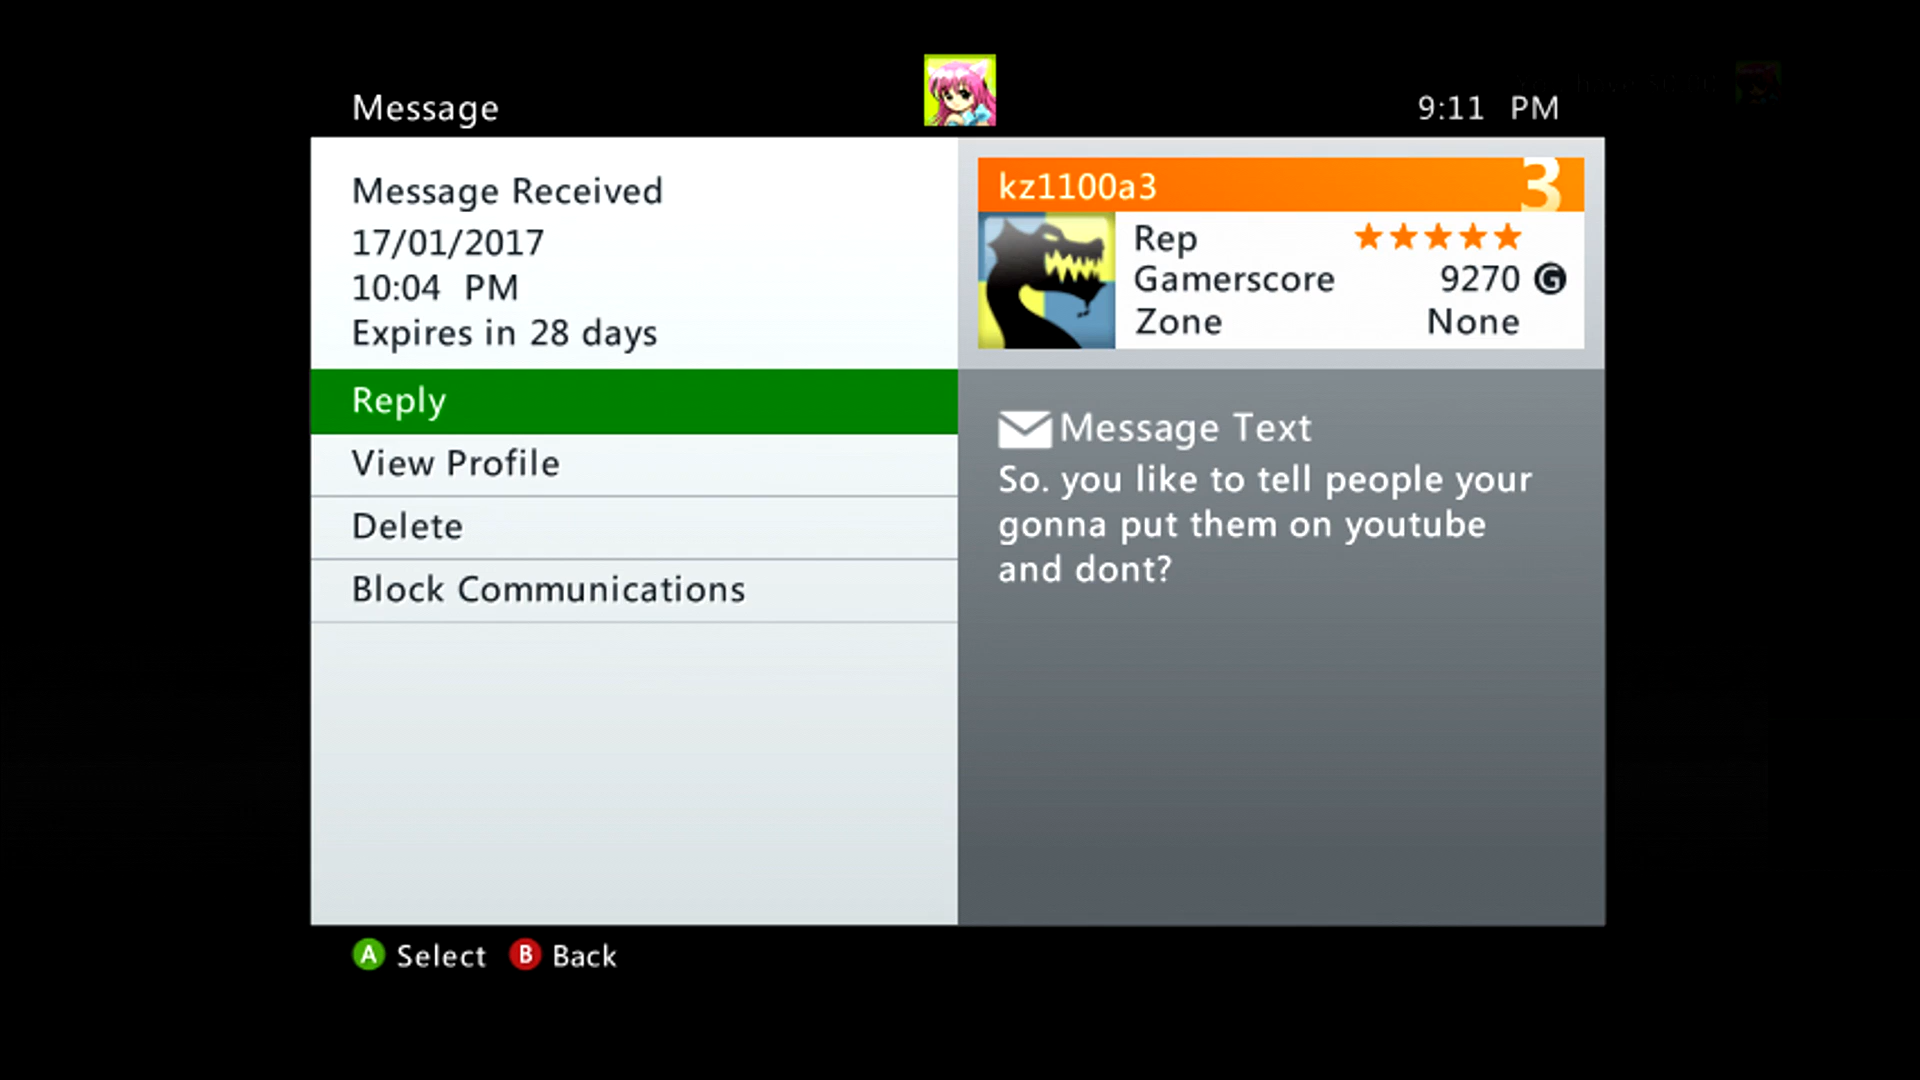 Message
9:11 PM
Message Received
17/01/2017
10:04 PM
Expires in 28 days
Reply
View Profile
Delete
Block Communications
kz1100a3
3
Rep ★★★★★
Gamerscore 9270 G
Zone None
Message Text
So. you like to tell people your
gonna put them on youtube
and dont?
A Select B Back